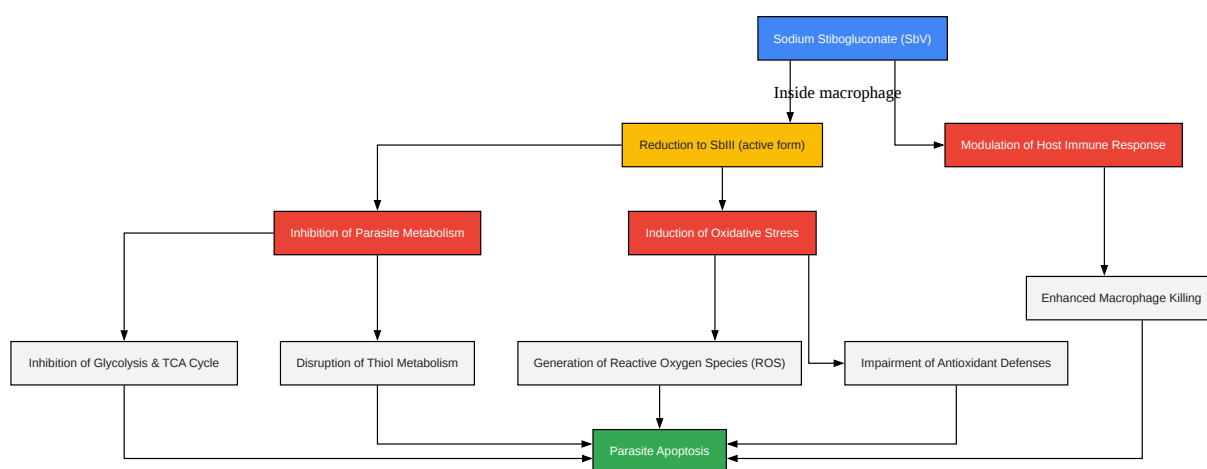 Sodium Stibogluconate (SbV)
Inside macrophage
Reduction to SbIII (active form)
Modulation of Host Immune Response
Inhibition of Parasite Metabolism
Induction of Oxidative Stress
Enhanced Macrophage Killing
Inhibition of Glycolysis & TCA Cycle
Disruption of Thiol Metabolism
Generation of Reactive Oxygen Species (ROS)
Impairment of Antioxidant Defenses
Parasite Apoptosis